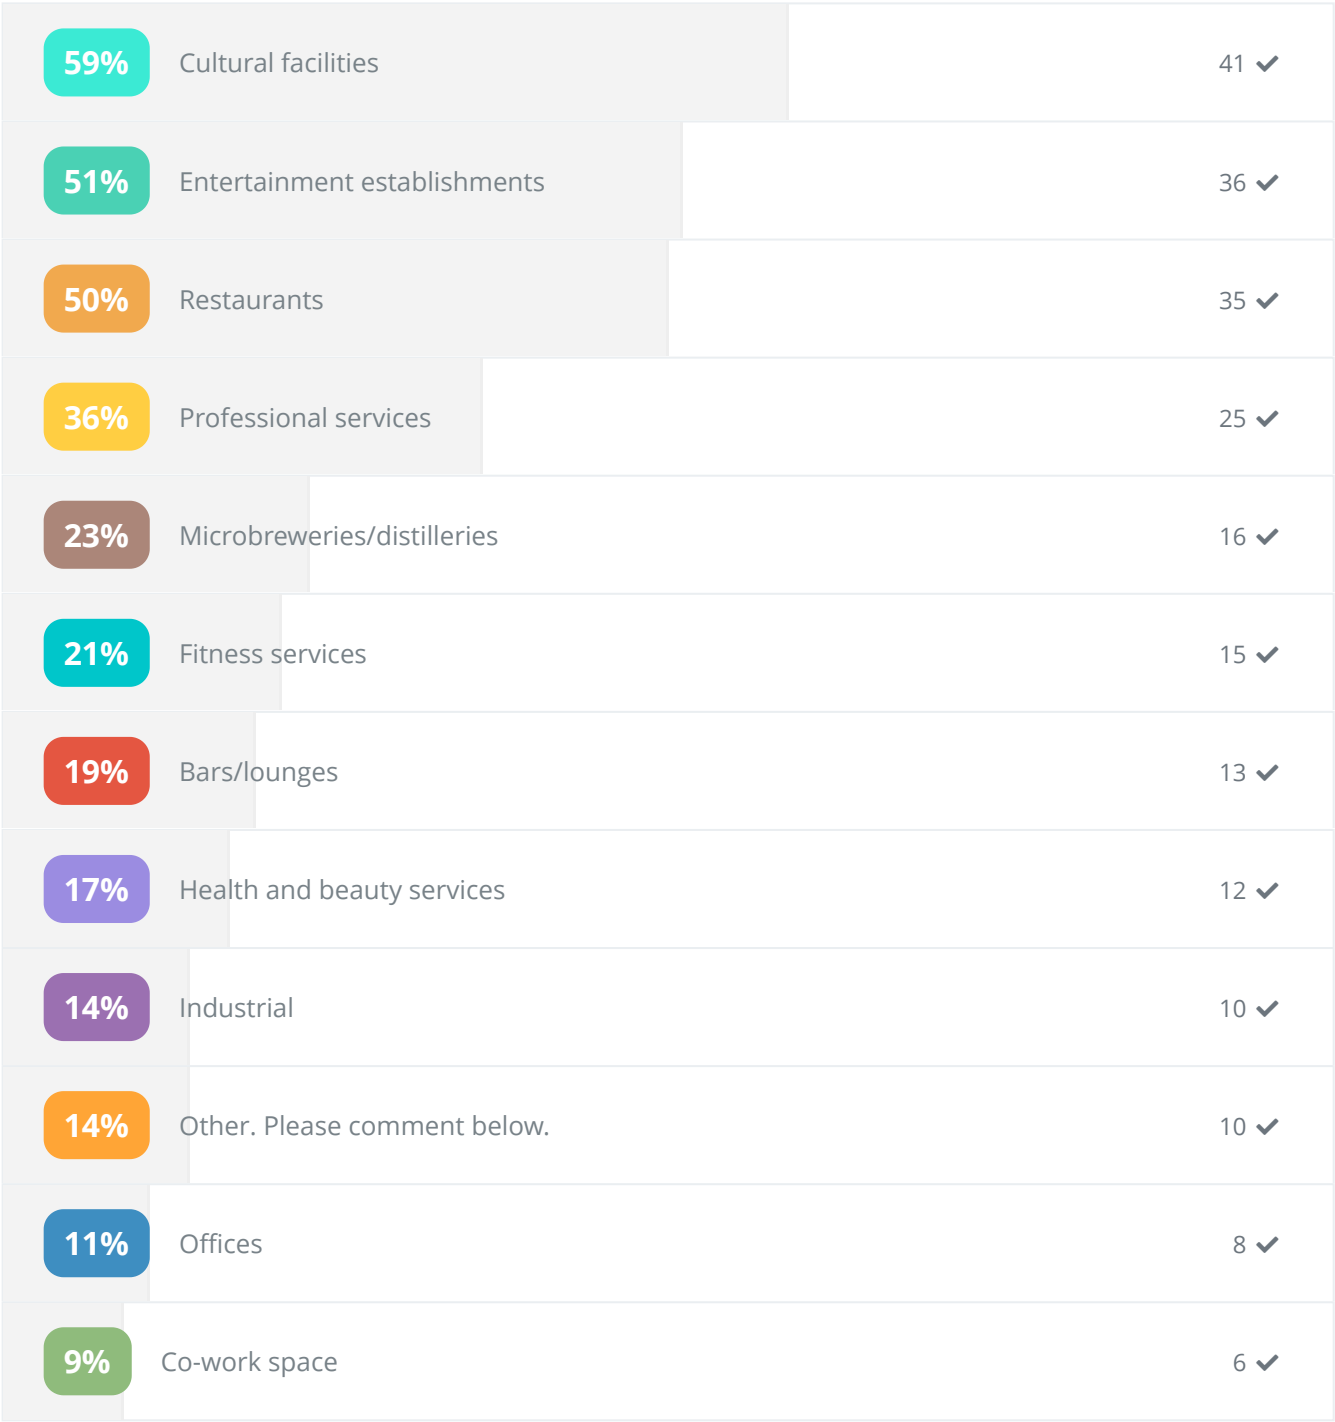 59% Cultural facilities 41
51% Entertainment establishments 36
50% Restaurants 35
36% Professional services 25
23% Microbreweries/distilleries 16
21% Fitness services 15
19% Bars/lounges 13
17% Health and beauty services 12
14% Industrial 10
14% Other. Please comment below. 10
11% Offices 8
9% Co-work space 6